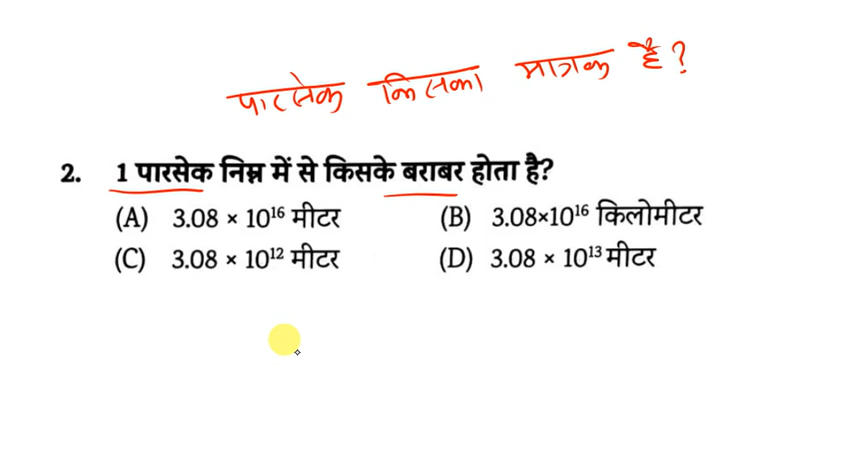 पारसेक किसका मात्रक है?
2. 1 पारसेक निम्न में से किसके बराबर होता है?
(A) 3.08 × 10¹⁶ मीटर (B) 3.08×10¹⁶ किलोमीटर
(C) 3.08 × 10¹² मीटर (D) 3.08 × 10¹³ मीटर